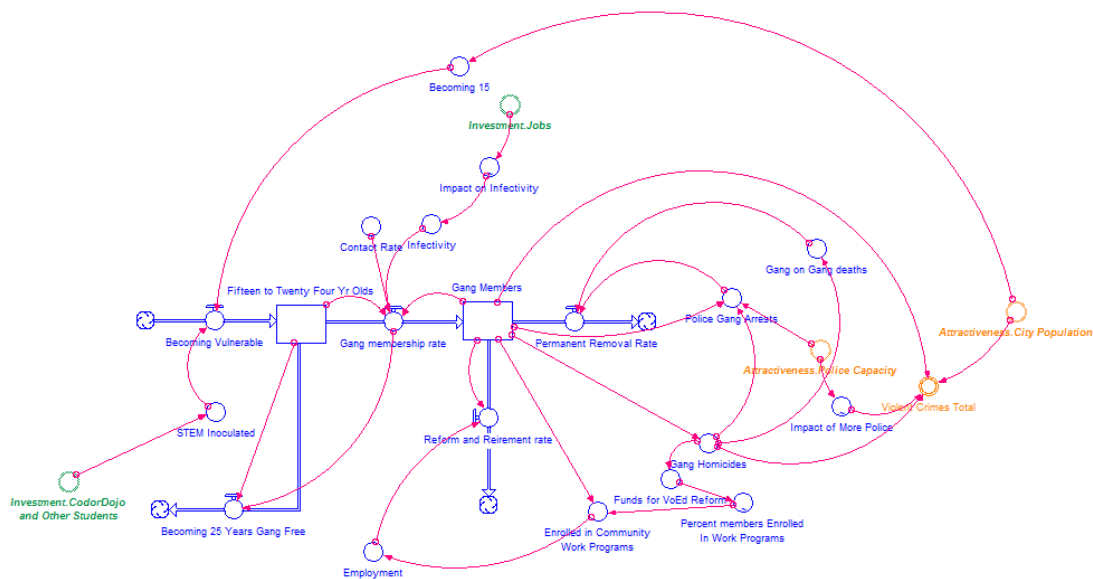 Becoming 15
Investment.Jobs
Impact on Infectivity
Contact Rate
Infectivity
Gang on Gang deaths
Fifteen to Twenty Four Yr Olds
Gang Members
Police Gang Arrests
Attractiveness.City Population
Becoming Vulnerable
Gang membership rate
Permanent Removal Rate
Attractiveness.Police Capacity
Violent Crimes Total
Impact of More Police
STEM Inoculated
Reform and Reirement rate
Gang Homicides
Investment.CodorDojo
and Other Students
Funds for VoEd Reform
Becoming 25 Years Gang Free
Enrolled in Community
Work Programs
Percent members Enrolled
In Work Programs
Employment